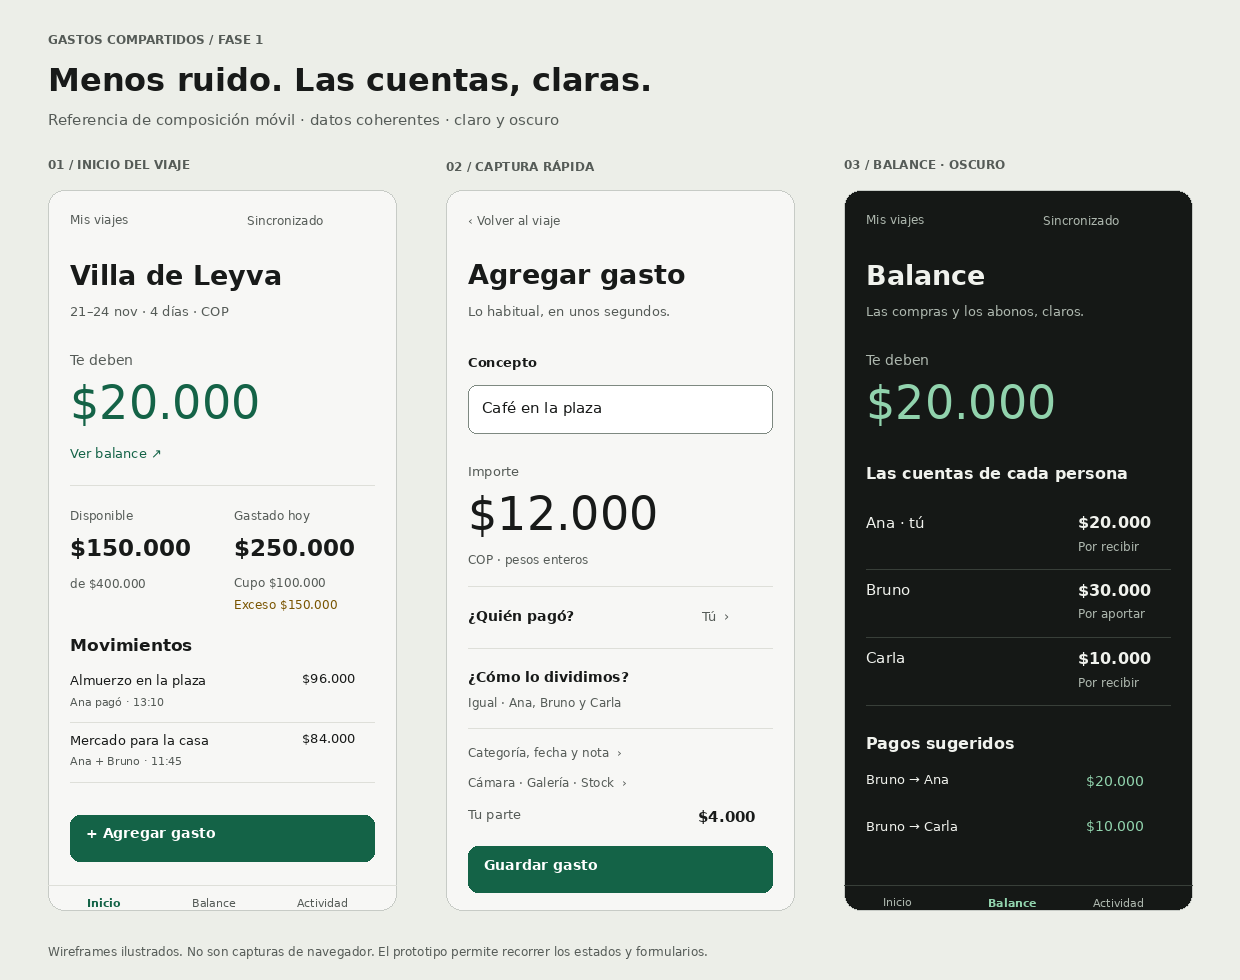 GASTOS COMPARTIDOS / FASE 1
Menos ruido. Las cuentas, claras.
Referencia de composición móvil · datos coherentes · claro y oscuro
01 / INICIO DEL VIAJE
Mis viajes
Sincronizado
Villa de Leyva
21–24 nov · 4 días · COP
Te deben
$20.000
Ver balance ↗
Disponible
$150.000
de $400.000
Gastado hoy
$250.000
Cupo $100.000
Exceso $150.000
Movimientos
Almuerzo en la plaza
$96.000
Ana pagó · 13:10
Mercado para la casa
$84.000
Ana + Bruno · 11:45
+ Agregar gasto
Inicio
Balance
Actividad
02 / CAPTURA RÁPIDA
‹ Volver al viaje
Agregar gasto
Lo habitual, en unos segundos.
Concepto
Café en la plaza
Importe
$12.000
COP · pesos enteros
¿Quién pagó?
Tú ›
¿Cómo lo dividimos?
Igual · Ana, Bruno y Carla
Categoría, fecha y nota ›
Cámara · Galería · Stock ›
Tu parte
$4.000
Guardar gasto
03 / BALANCE · OSCURO
Mis viajes
Sincronizado
Balance
Las compras y los abonos, claros.
Te deben
$20.000
Las cuentas de cada persona
Ana · tú
$20.000
Por recibir
Bruno
$30.000
Por aportar
Carla
$10.000
Por recibir
Pagos sugeridos
Bruno → Ana
$20.000
Bruno → Carla
$10.000
Inicio
Balance
Actividad
Wireframes ilustrados. No son capturas de navegador. El prototipo permite recorrer los estados y formularios.